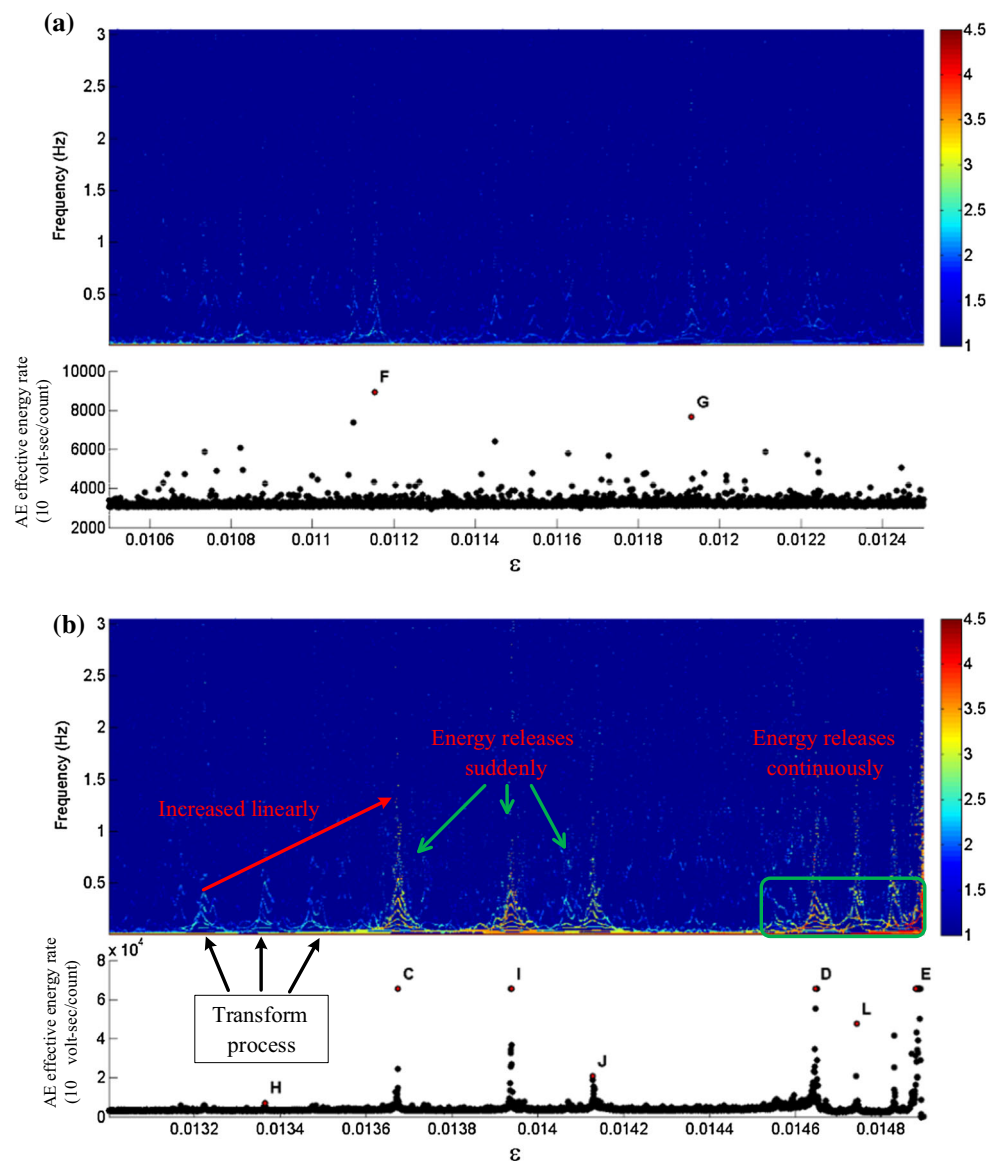 (a)
3
2.5
2
1.5
1
0.5
Frequency (Hz)
4.5
4
3.5
3
2.5
2
1.5
1
10000
8000
6000
4000
2000
AE effective energy rate
(10 volt-sec/count)
F
G
0.0106 0.0108 0.011 0.0112 0.0114 0.0116 0.0118 0.012 0.0122 0.0124
ε
(b)
3
2.5
2
1.5
1
0.5
Frequency (Hz)
Energy releases
suddenly
Energy releases
continuously
Increased linearly
4.5
4
3.5
3
2.5
2
1.5
1
x 10^4
8
6
4
2
0
AE effective energy rate
(10 volt-sec/count)
Transform
process
H
C
I
J
D
L
E
0.0132 0.0134 0.0136 0.0138 0.014 0.0142 0.0144 0.0146 0.0148
ε